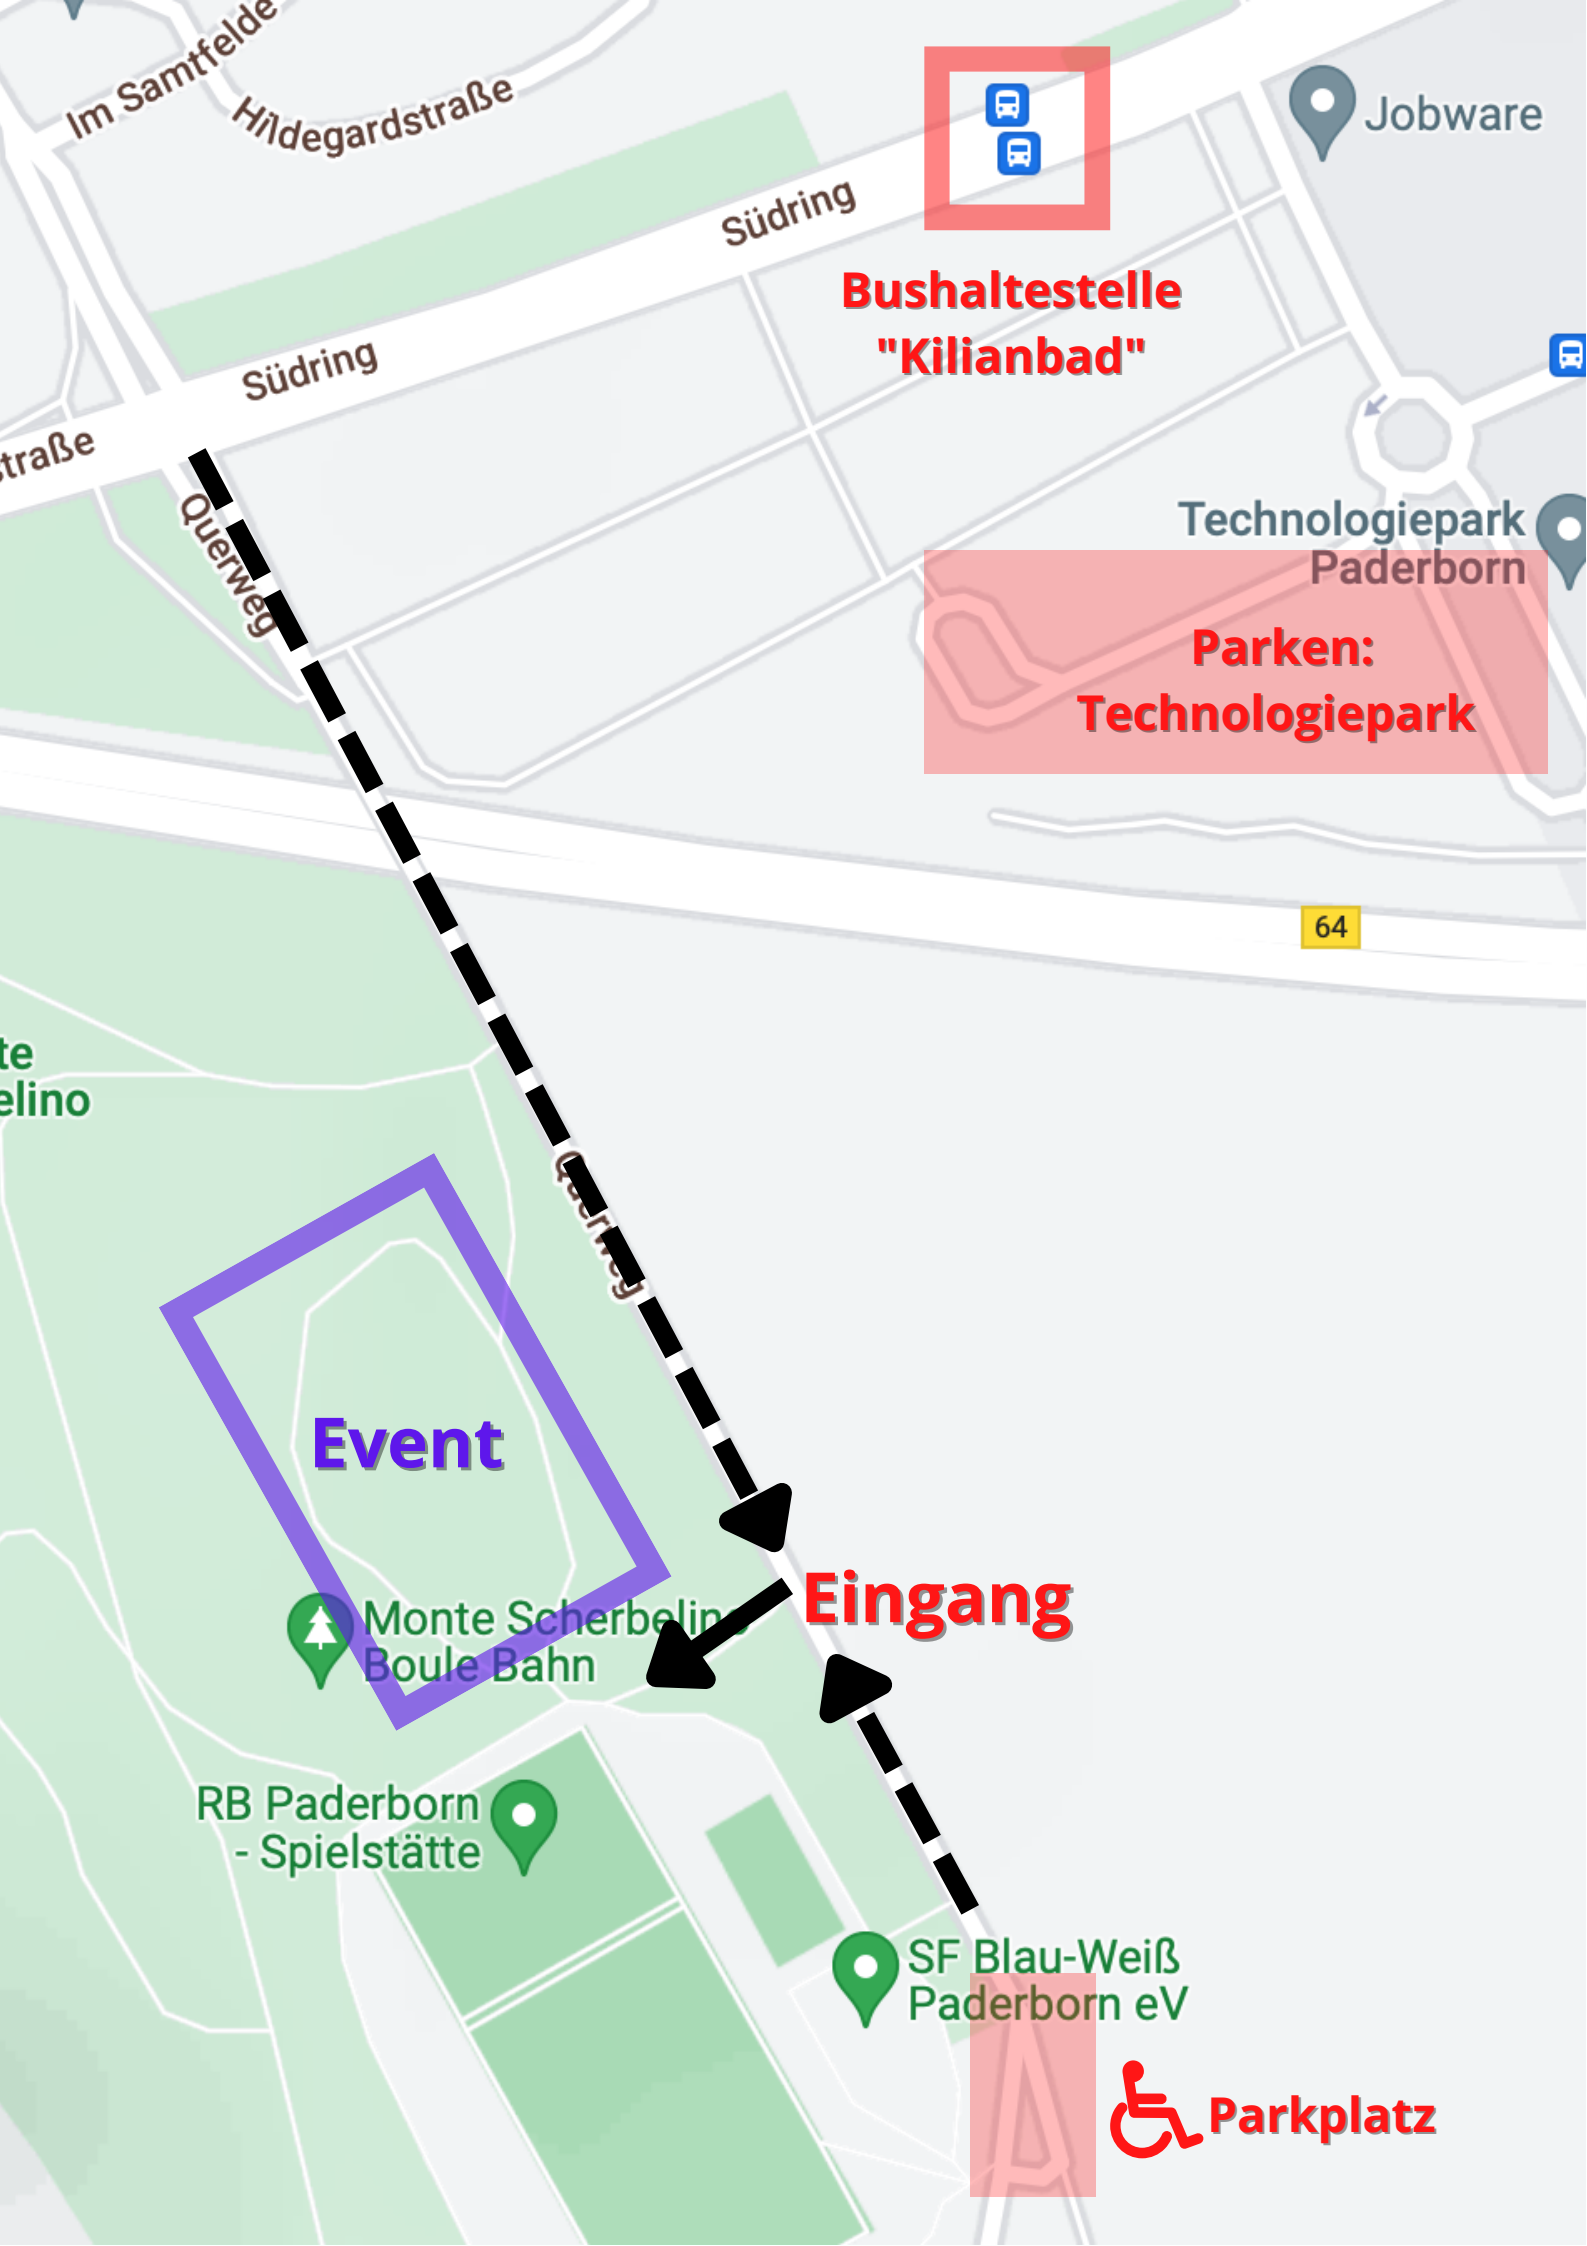 Im Samtfelde
Hildegardstraße
Jobware
Südring
Bushaltestelle
"Kilianbad"
Südring
straße
Querweg
Technologiepark
Paderborn
Parken:
Technologiepark
64
te
elino
Querweg
Event
Eingang
Monte Scherbelino
Boule Bahn
RB Paderborn
- Spielstätte
SF Blau-Weiß
Paderborn eV
Parkplatz